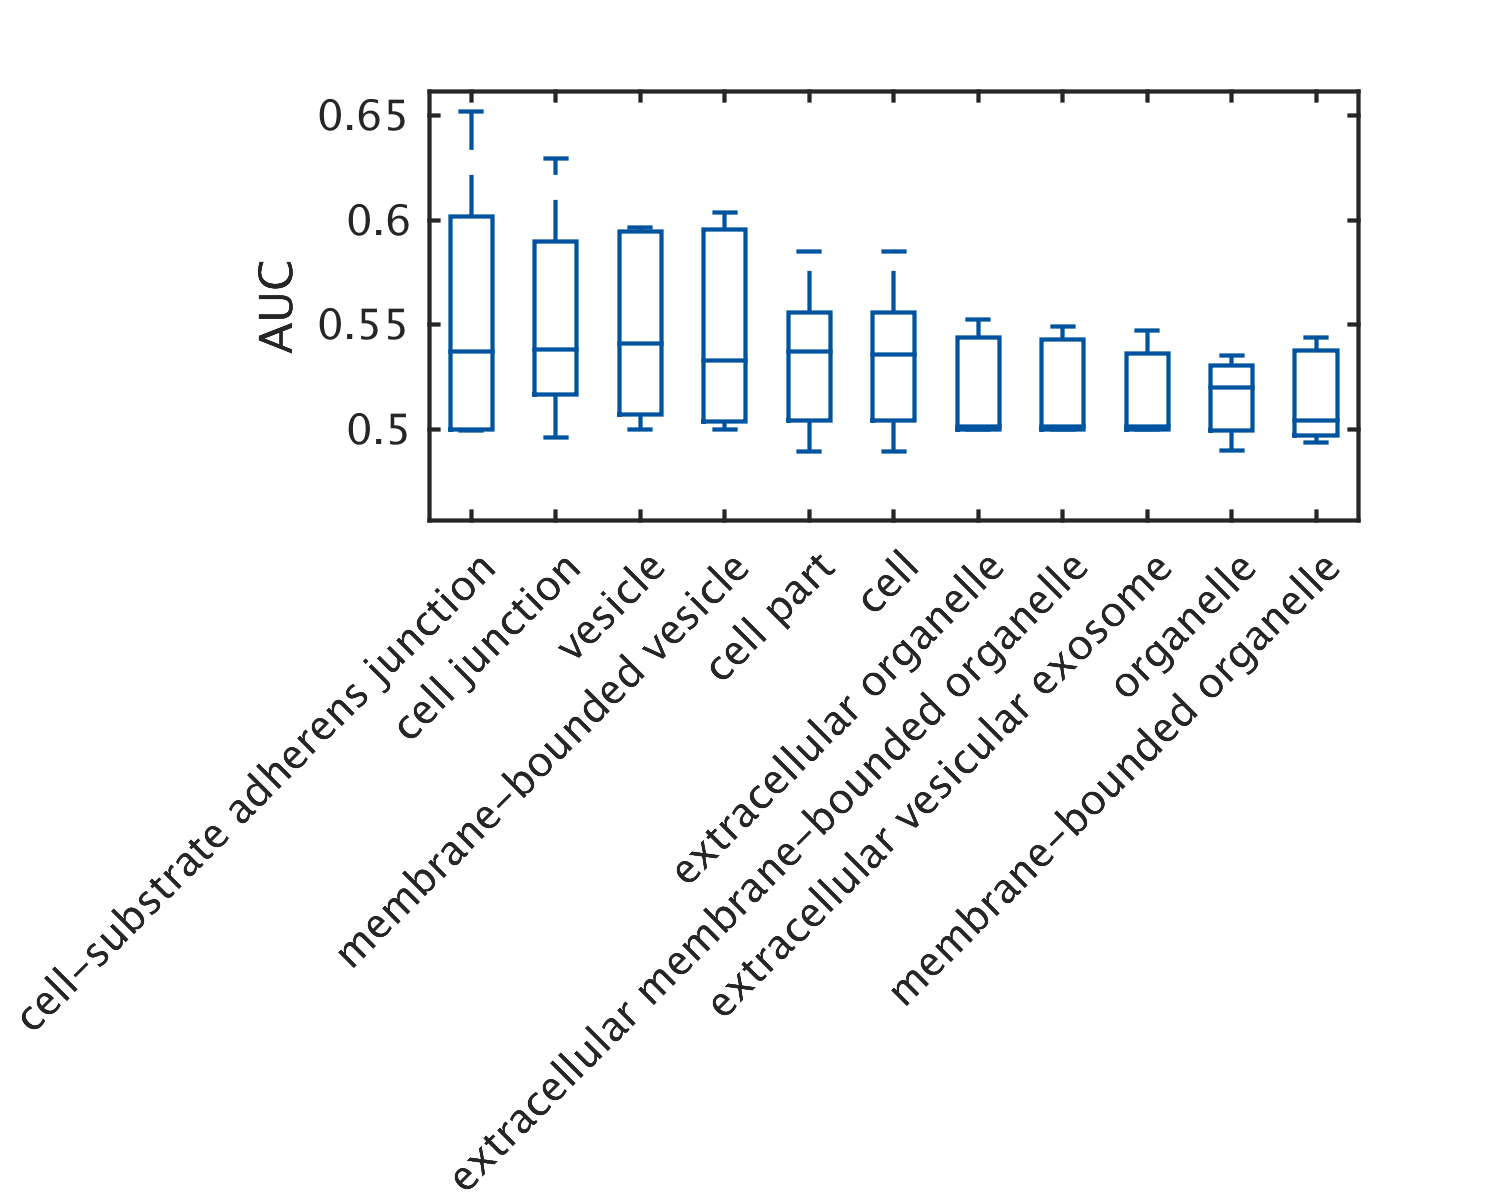 0.65
0.6
0.55
0.5
AUC
cell-substrate adherens junction
cell junction
vesicle
membrane-bounded vesicle
cell part
cell
extracellular organelle
extracellular membrane-bounded organelle
extracellular vesicular exosome
organelle
membrane-bounded organelle